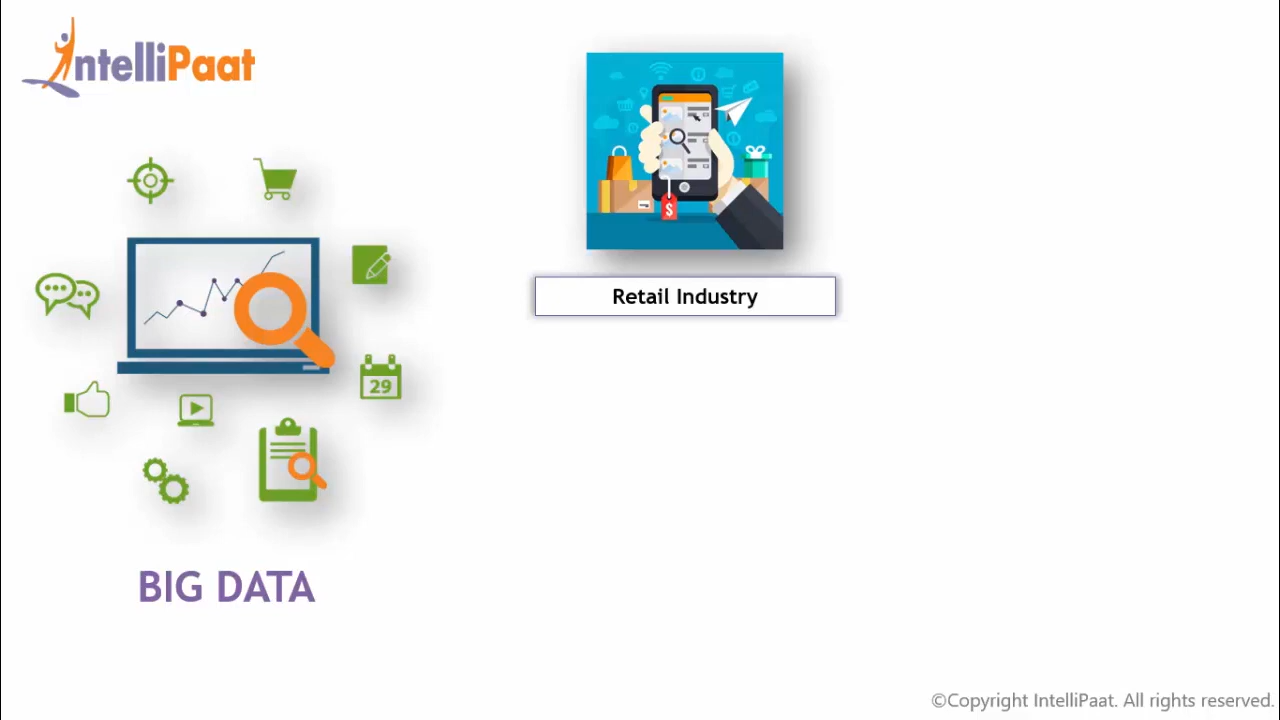 IntelliPaat
Retail Industry
$
29
BIG DATA
©Copyright IntelliPaat. All rights reserved.